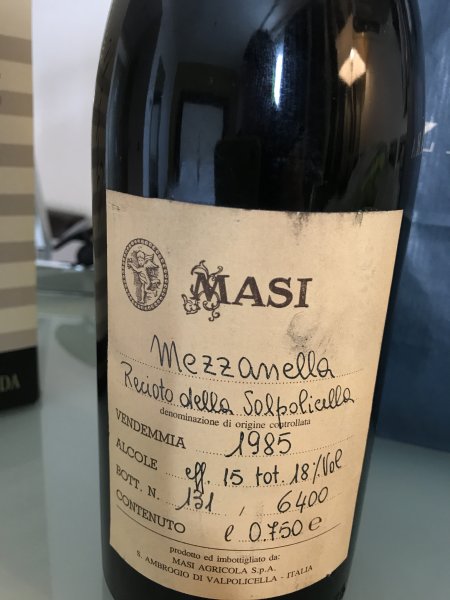 MASI
Mezzanella
Recioto della Valpolicella
denominazione di origine controllata
VENDEMMIA 1985
ALCOLE eff. 15 tot. 18%Vol
BOTT. N. 131 , 6400
CONTENUTO l 0.750 e
prodotto ed imbottigliato da:
MASI AGRICOLA S.p.A.
S. AMBROGIO DI VALPOLICELLA - ITALIA
DA